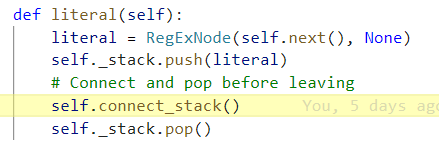 def literal(self):
    literal = RegExNode(self.next(), None)
    self._stack.push(literal)
    # Connect and pop before leaving
    self.connect_stack()        You, 5 days ago
    self._stack.pop()